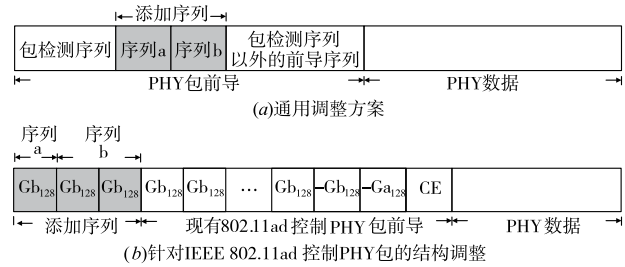 添加序列
包检测序列 序列a 序列b 包检测序列
以外的前导序列
PHY包前导 PHY数据
(a)通用调整方案
序列 序列
a b
Gb128 Gb128 Gb128 Gb128 Gb128 … Gb128 -Gb128 -Ga128 CE
添加序列 现有802.11ad 控制PHY包前导 PHY数据
(b)针对IEEE 802.11ad 控制PHY包的结构调整